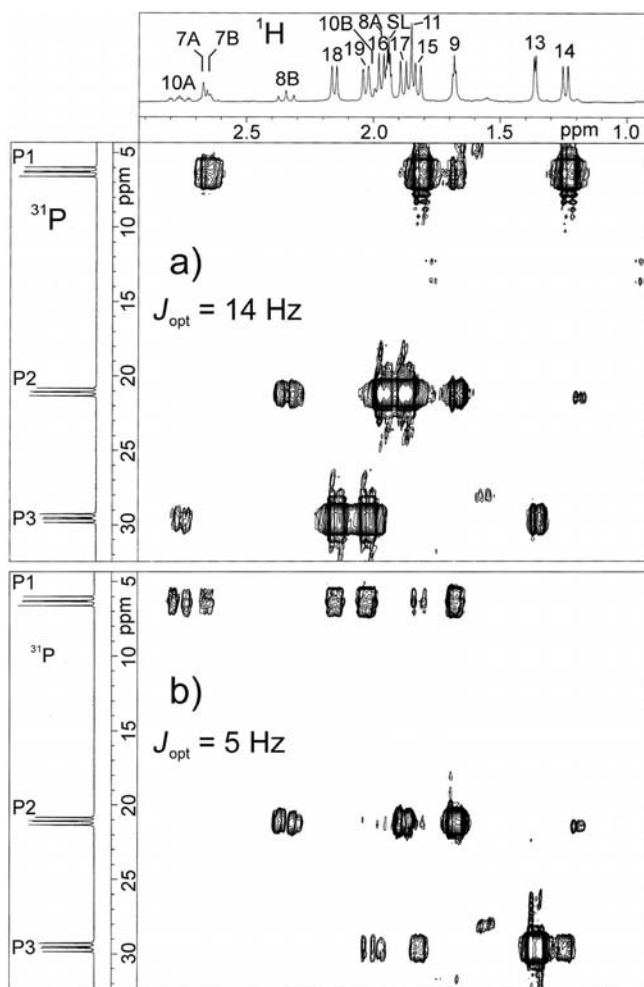 ¹H
7A 7B 10B 8A SL 11
10A 8B 18 19 16 17 15 9 13 14
2.5 2.0 1.5 ppm 1.0
P1
³¹P
P2
P3
5
ppm
10
15
20
25
30
a)
J opt = 14 Hz
P1
³¹P
P2
P3
5
ppm
10
15
20
25
30
b)
J opt = 5 Hz